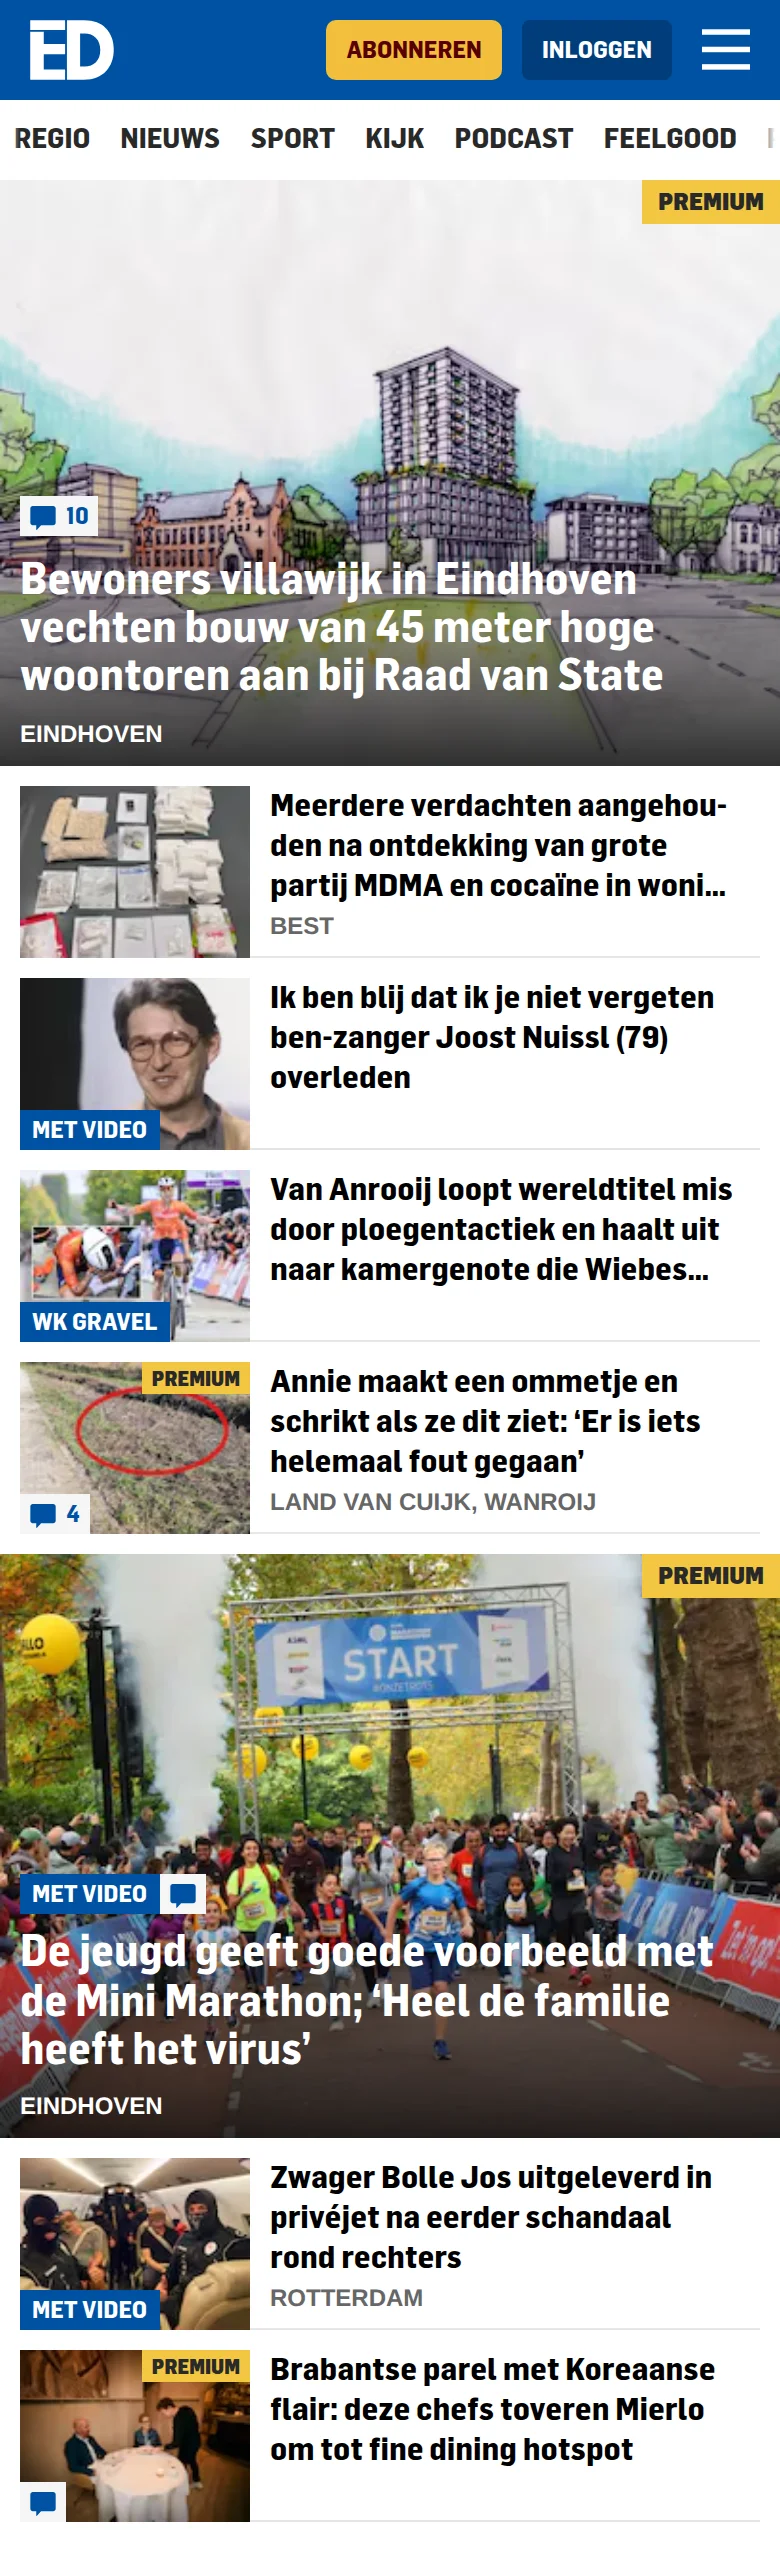 ED
ABONNEREN
INLOGGEN
REGIO NIEUWS SPORT KIJK PODCAST FEELGOOD
PREMIUM
10
Bewoners villawijk in Eindhoven
vechten bouw van 45 meter hoge
woontoren aan bij Raad van State
EINDHOVEN
Meerdere verdachten aangehou-
den na ontdekking van grote
partij MDMA en cocaïne in woni...
BEST
Ik ben blij dat ik je niet vergeten
ben-zanger Joost Nuissl (79)
overleden
MET VIDEO
Van Anrooij loopt wereldtitel mis
door ploegentactiek en haalt uit
naar kamergenote die Wiebes...
WK GRAVEL
PREMIUM
Annie maakt een ommetje en
schrikt als ze dit ziet: ‘Er is iets
helemaal fout gegaan’
LAND VAN CUIJK, WANROIJ
4
PREMIUM
START
MET VIDEO
De jeugd geeft goede voorbeeld met
de Mini Marathon; ‘Heel de familie
heeft het virus’
EINDHOVEN
Zwager Bolle Jos uitgeleverd in
privéjet na eerder schandaal
rond rechters
ROTTERDAM
MET VIDEO
PREMIUM
Brabantse parel met Koreaanse
flair: deze chefs toveren Mierlo
om tot fine dining hotspot